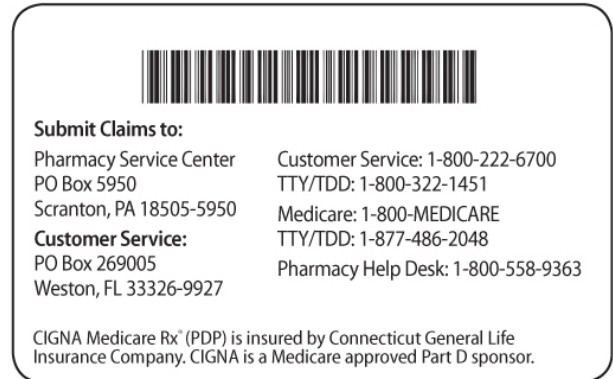 Submit Claims to:
Pharmacy Service Center
PO Box 5950
Scranton, PA 18505-5950
Customer Service:
PO Box 269005
Weston, FL 33326-9927
Customer Service: 1-800-222-6700
TTY/TDD: 1-800-322-1451
Medicare: 1-800-MEDICARE
TTY/TDD: 1-877-486-2048
Pharmacy Help Desk: 1-800-558-9363
CIGNA Medicare Rx® (PDP) is insured by Connecticut General Life
Insurance Company. CIGNA is a Medicare approved Part D sponsor.